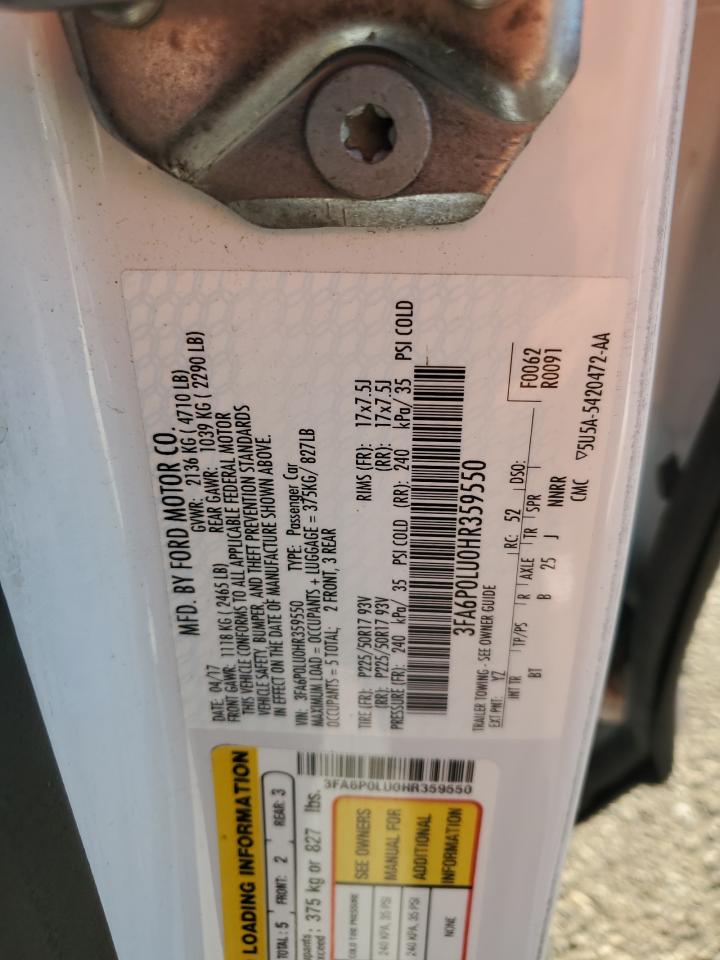 MFD. BY FORD MOTOR CO.
DATE: 04/17 GVWR: 2136 KG ( 4710 LB)
FRONT GAWR: 1118 KG ( 2465 LB) REAR GAWR: 1039 KG ( 2290 LB)
THIS VEHICLE CONFORMS TO ALL APPLICABLE FEDERAL MOTOR
VEHICLE SAFETY, BUMPER, AND THEFT PREVENTION STANDARDS
IN EFFECT ON THE DATE OF MANUFACTURE SHOWN ABOVE.
VIN: 3FA6P0LU0HR359550 TYPE: Passenger Car
MAXIMUM LOAD = OCCUPANTS + LUGGAGE = 375KG/ 827LB
OCCUPANTS = 5 TOTAL; 2 FRONT, 3 REAR
TIRE (FR): P225/50R17 93V RIMS (FR): 17x7.5J
(RR): P225/50R17 93V (RR): 17x7.5J
PRESSURE (FR): 240 kPa/ 35 PSI COLD (RR): 240 kPa/ 35 PSI COLD
3FA6P0LU0HR359550
TRAILER TOWING - SEE OWNER GUIDE
EXT PNT: YZ RC: 52 DSO: F0062
R0091
INT TR TP/PS R AXLE TR SPR
BT B 25 J NNRR
CMC
5U5A-5420472-AA
LOADING INFORMATION
TOTAL : 5 FRONT: 2 REAR: 3
375 kg or 827 lbs.
3FA6P0LU0HR359550
COLD TIRE PRESSURE
240 KPA, 35 PSI
240 KPA, 35 PSI
NONE
SEE OWNERS
MANUAL FOR
ADDITIONAL
INFORMATION